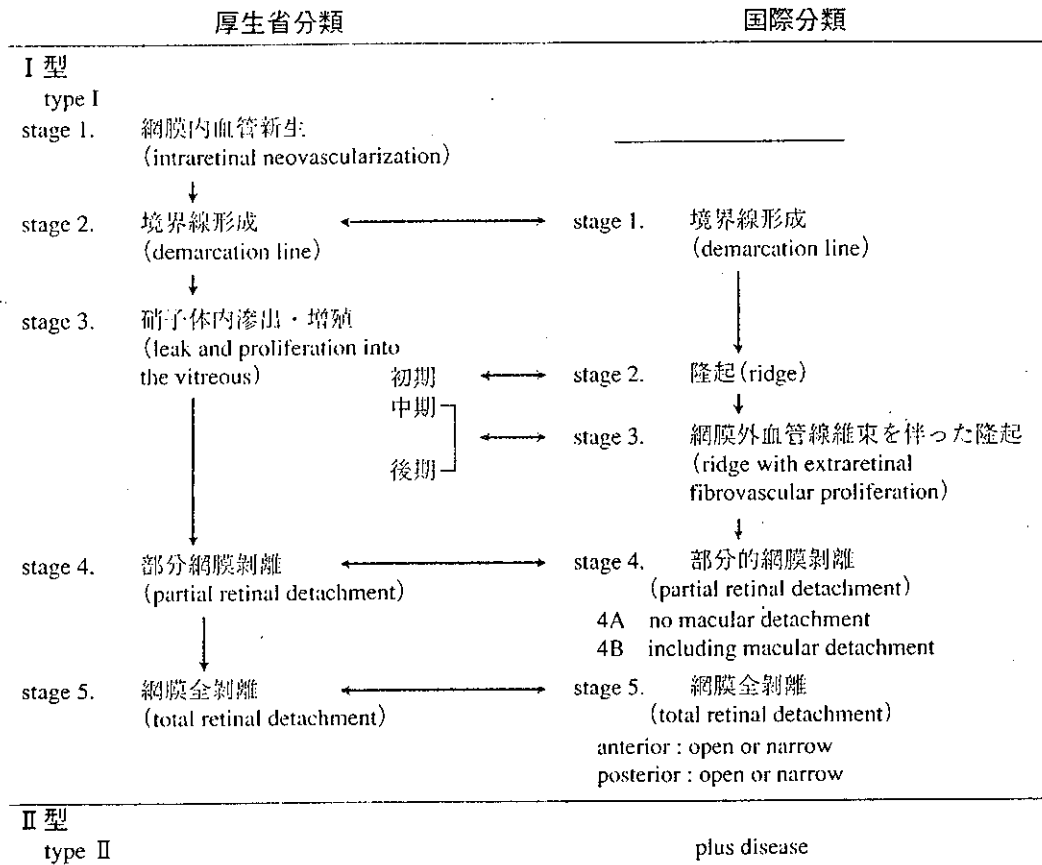 厚生省分類 国際分類
I 型
type I
stage 1. 網膜内血管新生
(intraretinal neovascularization)
stage 2. 境界線形成 stage 1. 境界線形成
(demarcation line) (demarcation line)
stage 3. 硝子体内滲出・増殖
(leak and proliferation into
the vitreous) 初期 stage 2. 隆起(ridge)
中期
stage 3. 網膜外血管線維束を伴った隆起
後期 (ridge with extraretinal
fibrovascular proliferation)
stage 4. 部分網膜剝離 stage 4. 部分的網膜剝離
(partial retinal detachment) (partial retinal detachment)
4A no macular detachment
4B including macular detachment
stage 5. 網膜全剝離 stage 5. 網膜全剝離
(total retinal detachment) (total retinal detachment)
anterior : open or narrow
posterior : open or narrow
II 型
type II plus disease